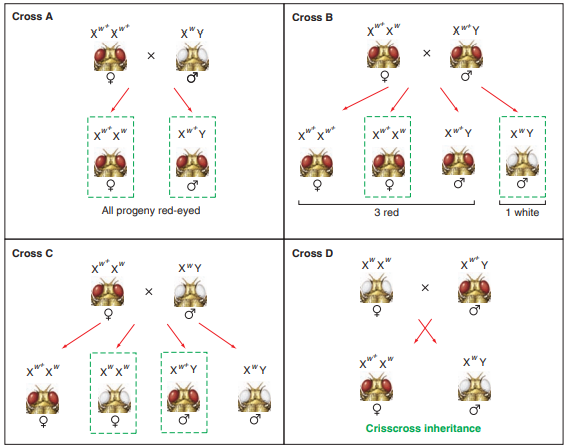 Cross A
X^w+ X^w+ X^w Y
×
♀ ♂
X^w+ X^w X^w+ Y
♀ ♂
All progeny red-eyed
Cross B
X^w+ X^w X^w+ Y
×
♀ ♂
X^w+ X^w+ X^w+ X^w X^w+ Y X^w Y
♀ ♀ ♂ ♂
3 red 1 white
Cross C
X^w+ X^w X^w Y
×
♀ ♂
X^w+ X^w X^w X^w X^w+ Y X^w Y
♀ ♀ ♂ ♂
Cross D
X^w X^w X^w+ Y
×
♀ ♂
X^w+ X^w X^w Y
♀ ♂
Crisscross inheritance